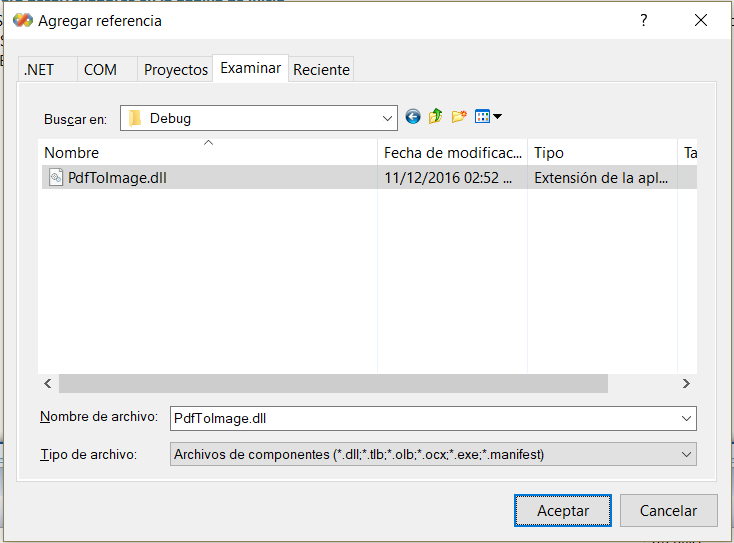 Agregar referencia
?
.NET COM Proyectos Examinar Reciente
Buscar en: Debug
Nombre Fecha de modificac... Tipo Ta
PdfToImage.dll 11/12/2016 02:52 ... Extensión de la apl...
Nombre de archivo: PdfToImage.dll
Tipo de archivo: Archivos de componentes (*.dll;*.tlb;*.olb;*.ocx;*.exe;*.manifest)
Aceptar Cancelar